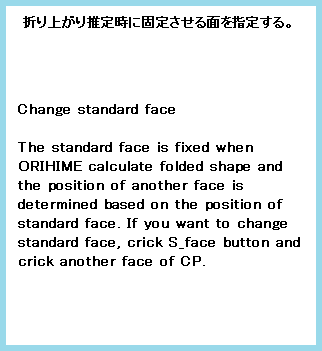 折り上がり推定時に固定させる面を指定する。
Change standard face
The standard face is fixed when
ORIHIME calculate folded shape and
the position of another face is
determined based on the position of
standard face. If you want to change
standard face, crick S_face button and
crick another face of CP.